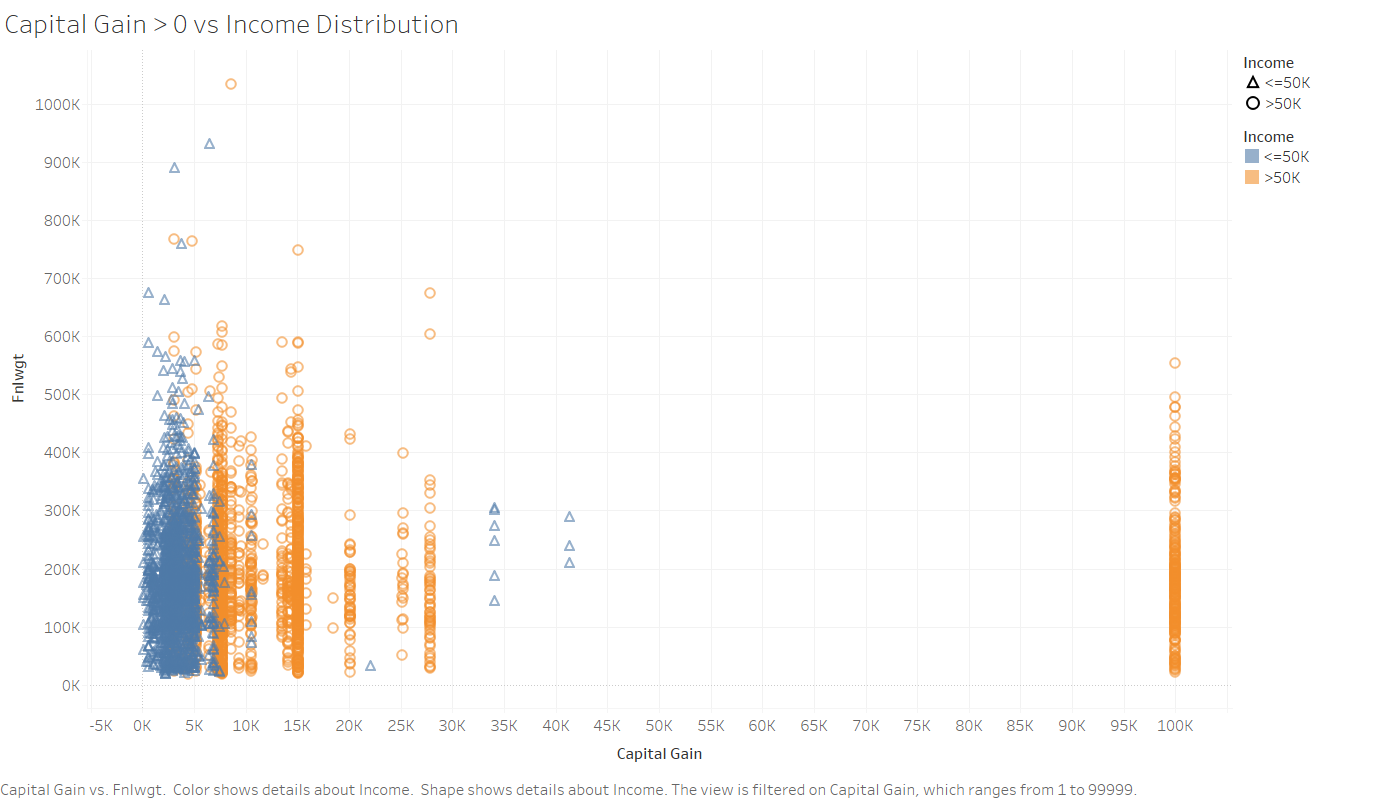 Capital Gain > 0 vs Income Distribution
Income
<=50K
>50K
Income
<=50K
>50K
1000K
900K
800K
700K
600K
500K
400K
300K
200K
100K
0K
Fnlwgt
-5K 0K 5K 10K 15K 20K 25K 30K 35K 40K 45K 50K 55K 60K 65K 70K 75K 80K 85K 90K 95K 100K
Capital Gain
Capital Gain vs. Fnlwgt. Color shows details about Income. Shape shows details about Income. The view is filtered on Capital Gain, which ranges from 1 to 99999.